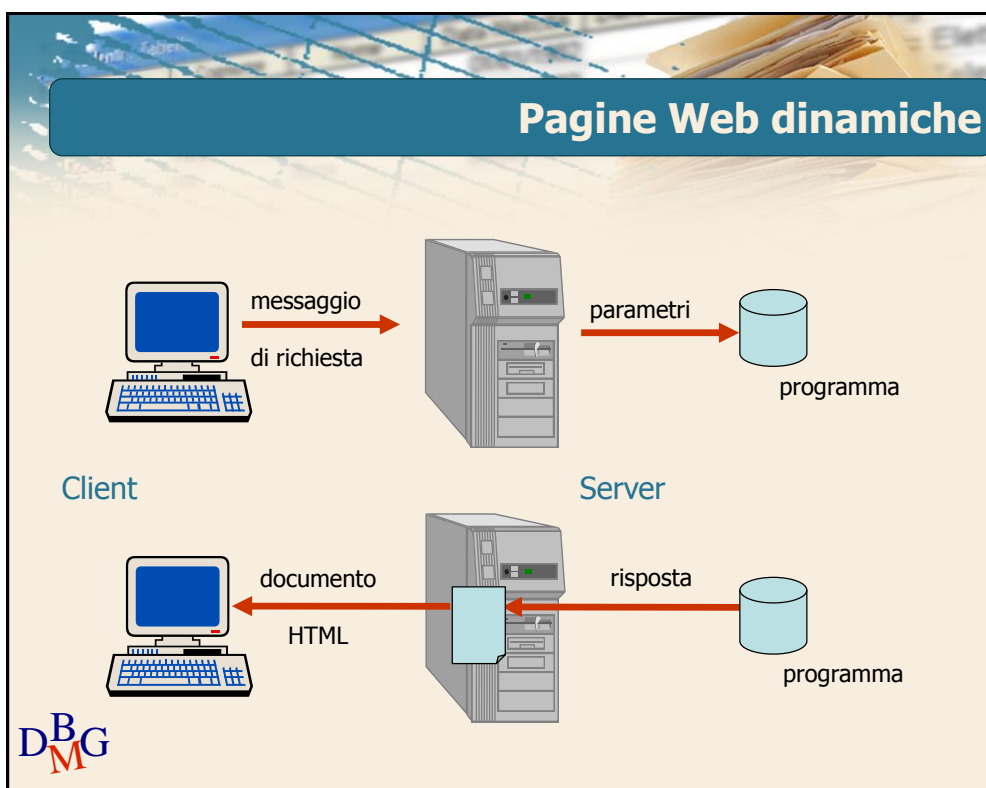 Pagine Web dinamiche
messaggio
di richiesta
parametri
programma
Client
Server
documento
HTML
risposta
programma
DBMG